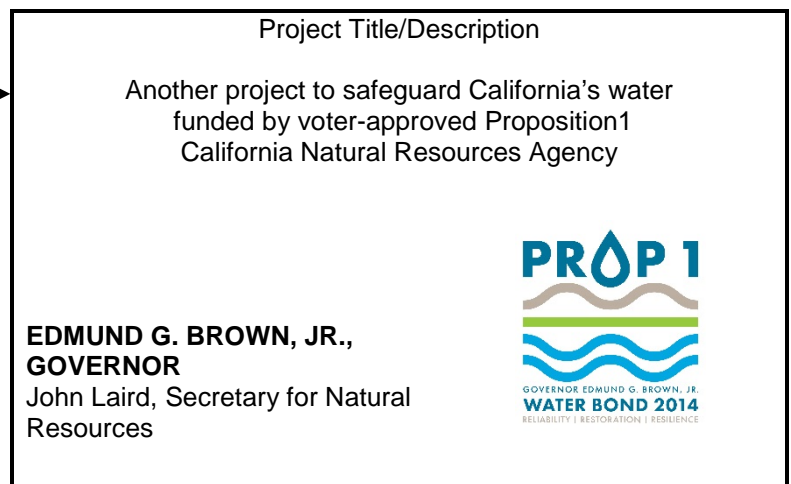 Project Title/Description
Another project to safeguard California's water
funded by voter-approved Proposition1
California Natural Resources Agency
EDMUND G. BROWN, JR.,
GOVERNOR
John Laird, Secretary for Natural
Resources
PROP 1
GOVERNOR EDMUND G. BROWN, JR.
WATER BOND 2014
RELIABILITY | RESTORATION | RESILIENCE